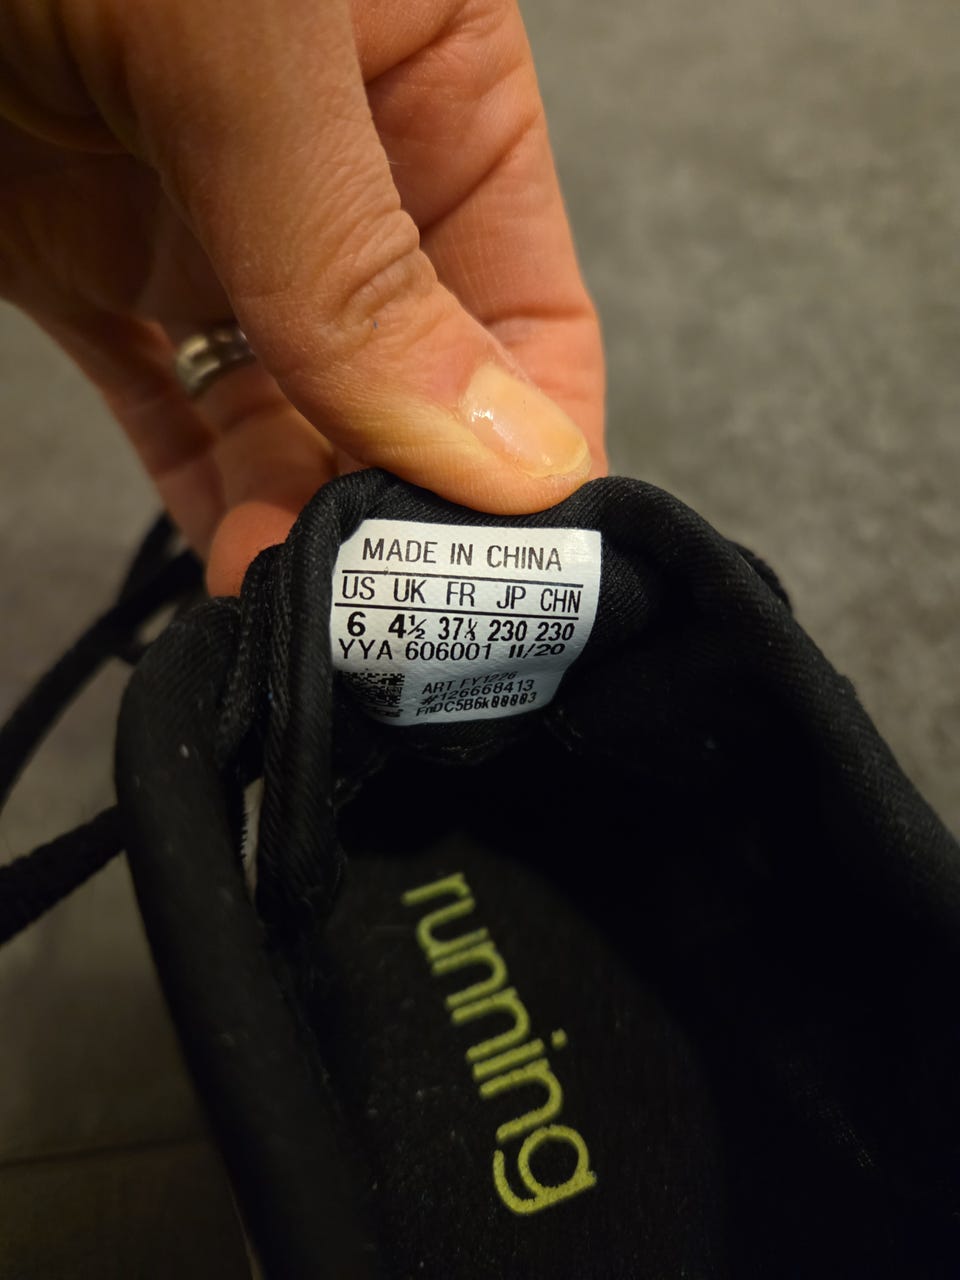 MADE IN CHINA
US UK FR JP CHN
6 4½ 37⅓ 230 230
YYA 606001 11/20
ART FY1226
#126668413
running